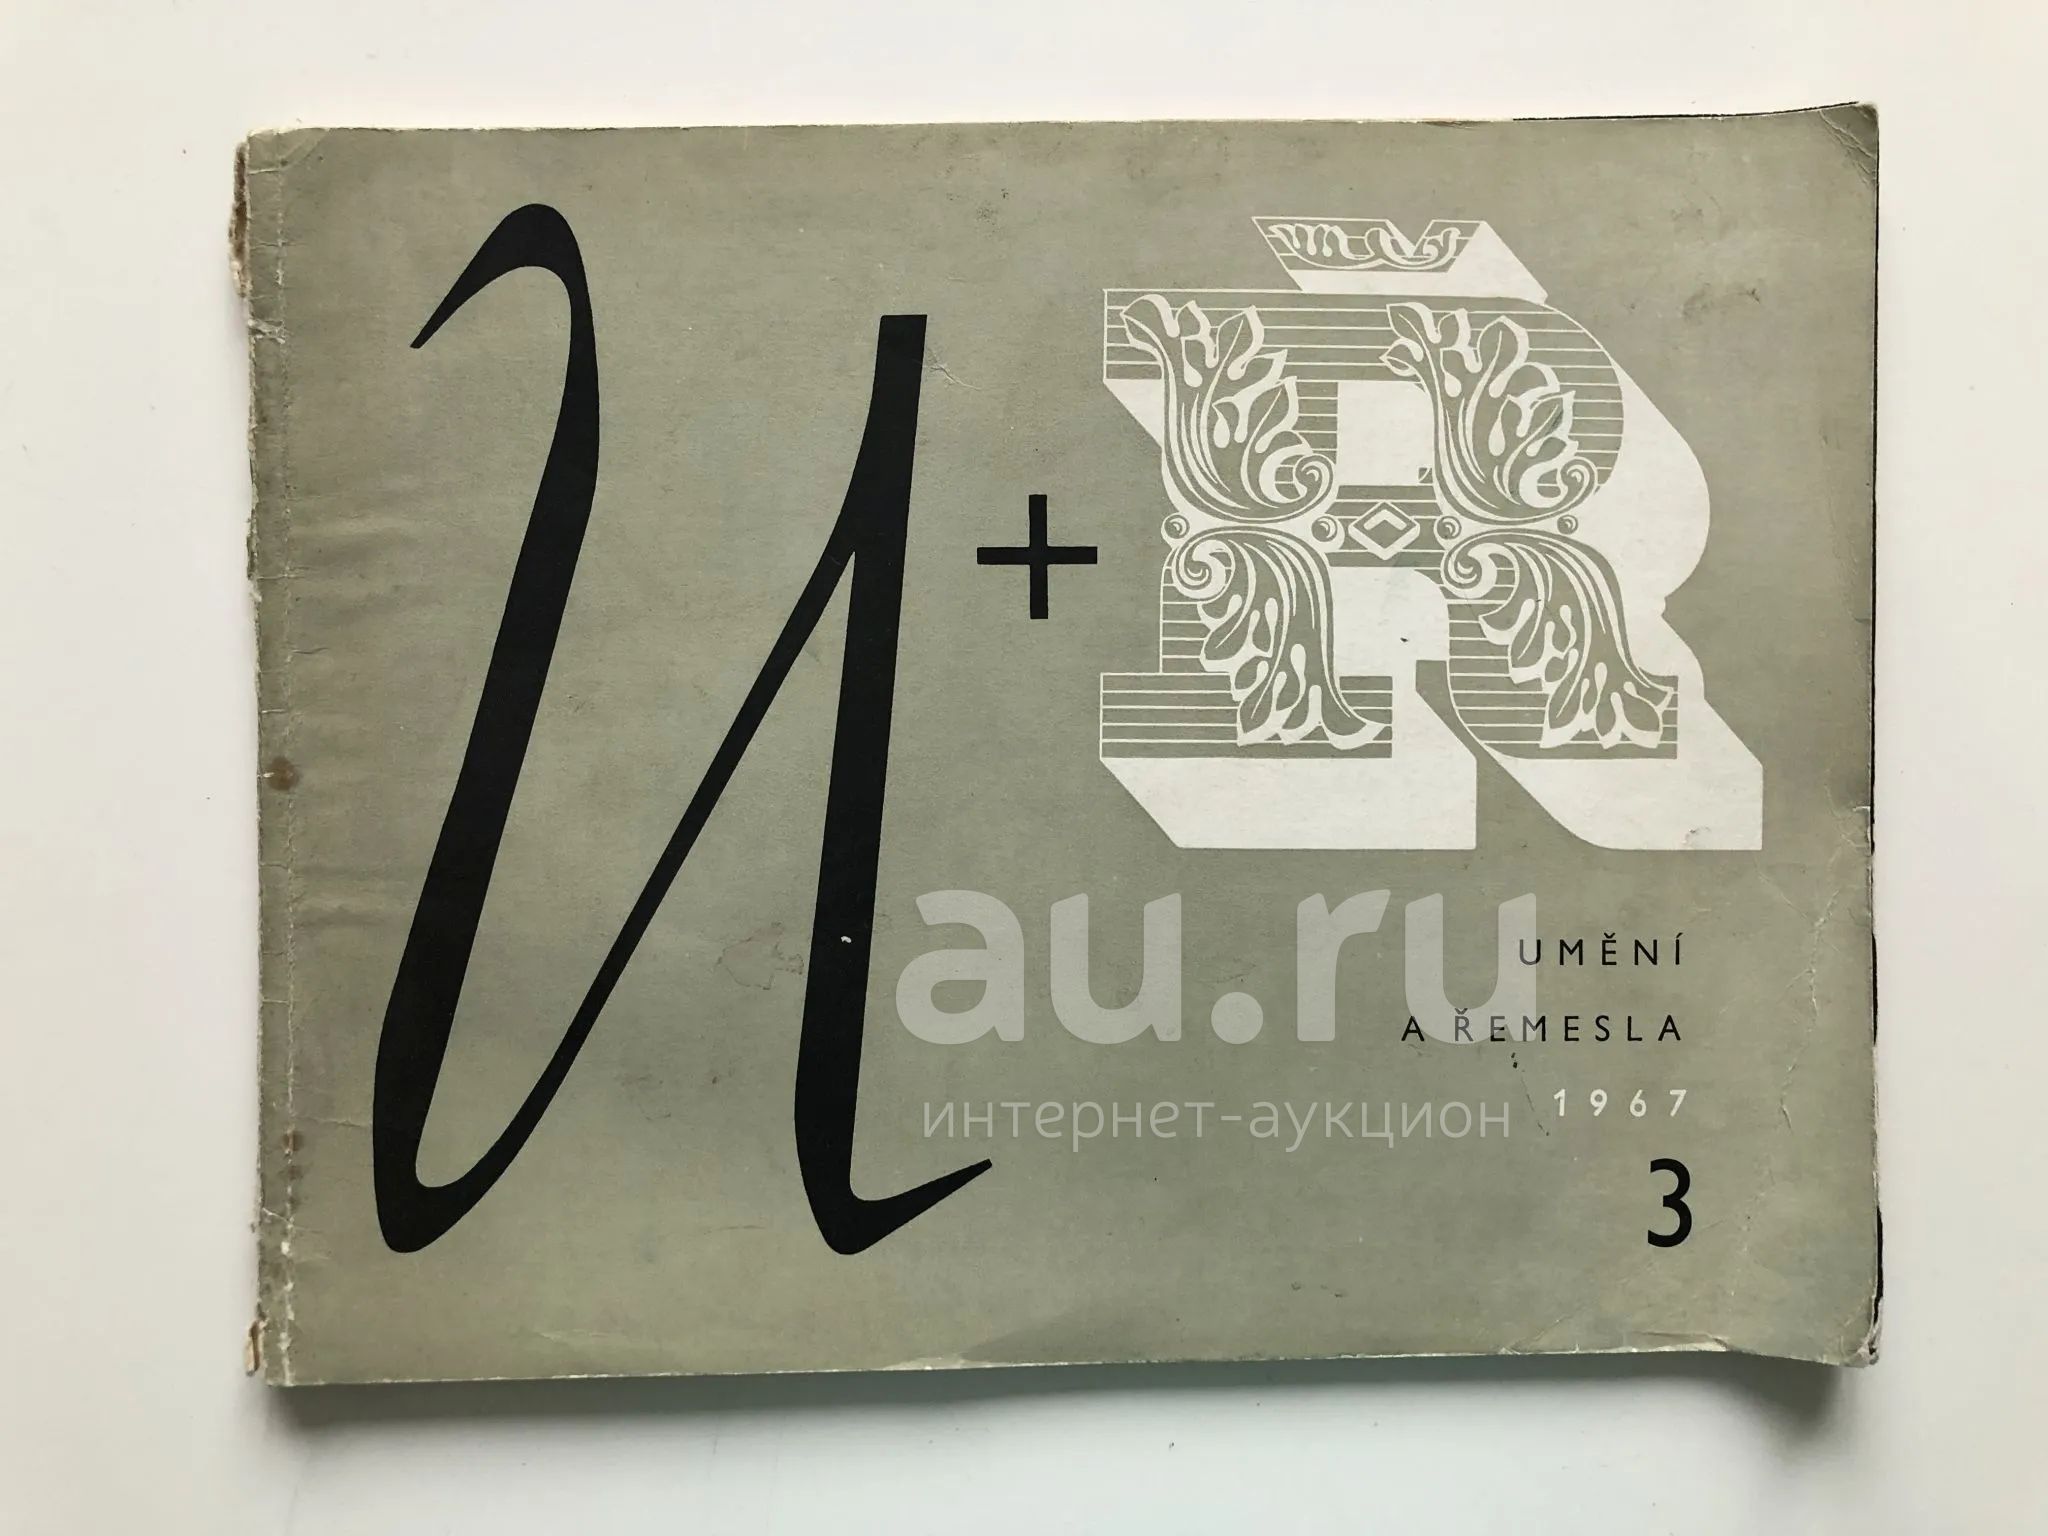 U + Ř
UMĚNÍ
A ŘEMESLA
1967
3
au.ru
интернет-аукцион